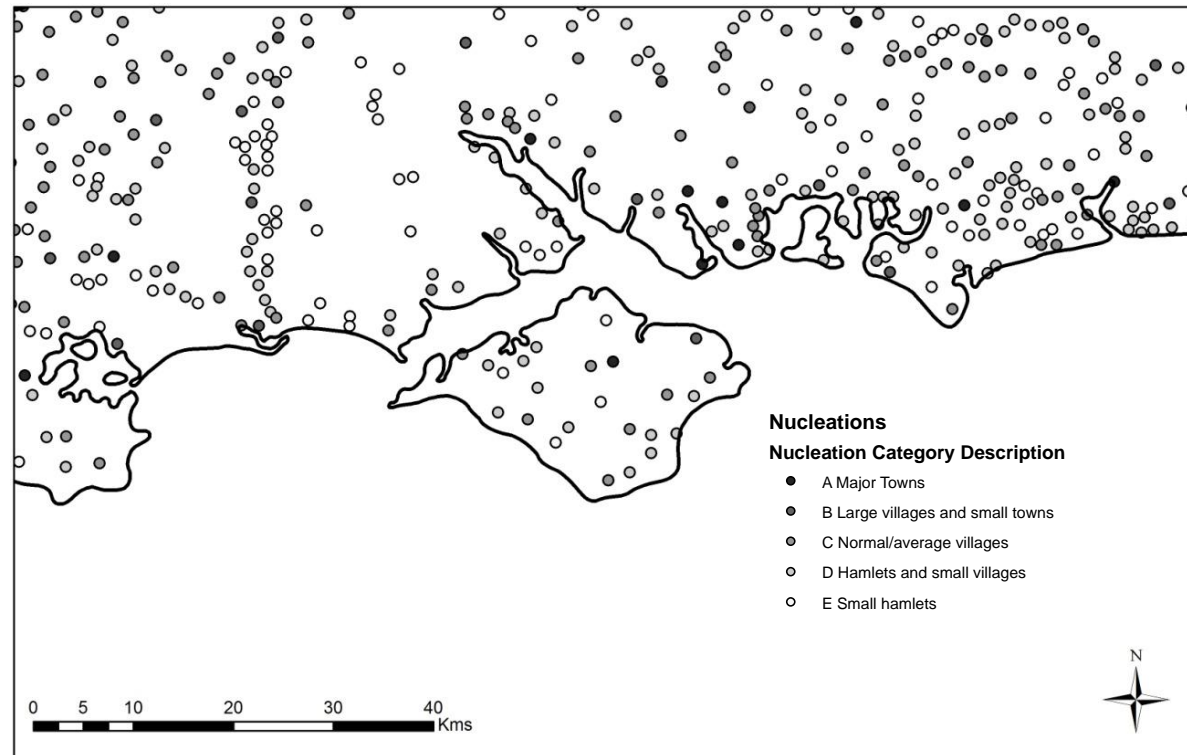 Nucleations
Nucleation Category Description
A Major Towns
B Large villages and small towns
C Normal/average villages
D Hamlets and small villages
E Small hamlets
N
0 5 10 20 30 40
Kms